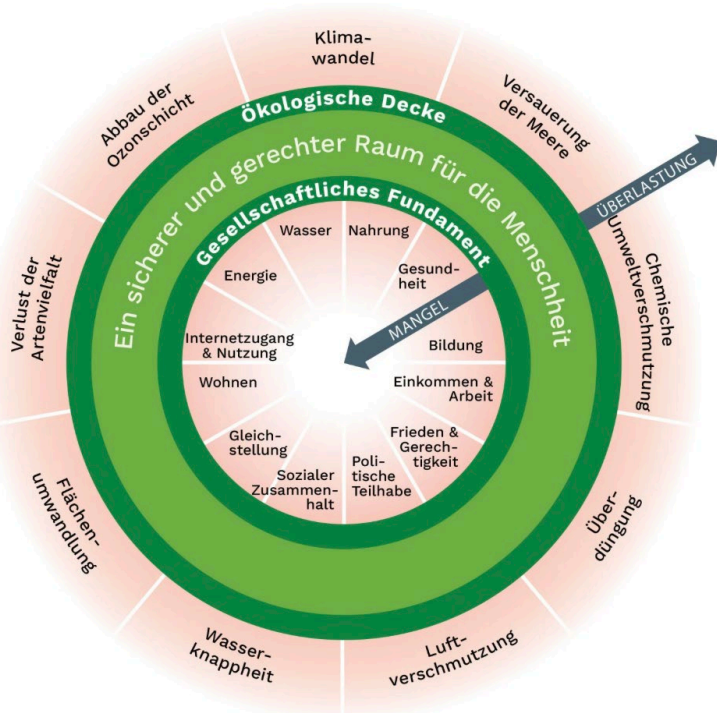 Klima-
wandel
Versauerung
der Meere
Chemische
Umweltverschmutzung
Über-
düngung
Luft-
verschmutzung
Wasser-
knappheit
Flächen-
umwandlung
Verlust der
Artenvielfalt
Abbau der
Ozonschicht
Ökologische Decke
Ein sicherer und gerechter Raum für die Menschheit
Gesellschaftliches Fundament
ÜBERLASTUNG
MANGEL
Wasser
Nahrung
Gesund-
heit
Bildung
Einkommen &
Arbeit
Frieden &
Gerech-
tigkeit
Poli-
tische
Teilhabe
Sozialer
Zusammen-
halt
Gleich-
stellung
Wohnen
Internetzugang
& Nutzung
Energie